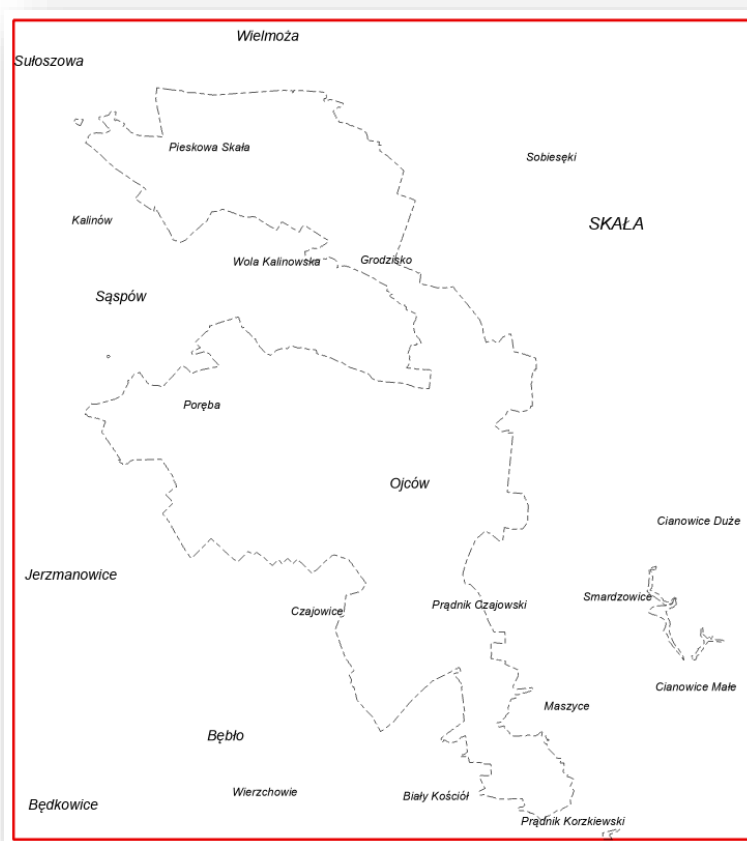 Wielmoża
Sułoszowa
Pieskowa Skała
Sobiesęki
Kalinów
SKAŁA
Wola Kalinowska
Grodzisko
Sąspów
Poręba
Ojców
Cianowice Duże
Jerzmanowice
Smardzowice
Czajowice
Prądnik Czajowski
Cianowice Małe
Maszyce
Bębło
Wierzchowie
Biały Kościół
Będkowice
Prądnik Korzkiewski